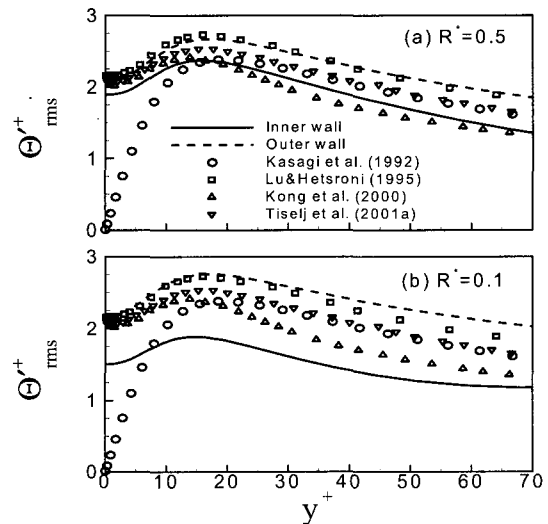 3
(a) R*=0.5
2
Θ'+ rms
1
Inner wall
Outer wall
Kasagi et al. (1992)
Lu&Hetsroni (1995)
Kong et al. (2000)
Tiselj et al. (2001a)
0
3
(b) R*=0.1
2
Θ'+ rms
1
0
0 10 20 30 40 50 60 70
y+